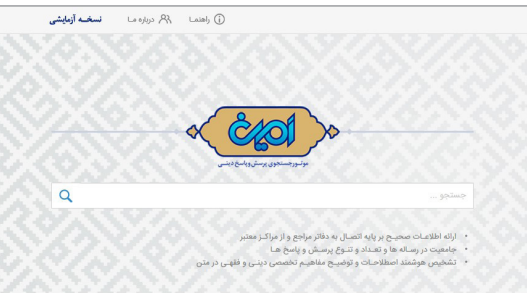 راهنما درباره ما نسخه آزمایشی
امین
موتور جستجوی پرسش و پاسخ دینی
جستجو ...
ارائه اطلاعات صحیح بر پایه اتصال به دفاتر مراجع و از مراکز معتبر
جامعیت در رساله ها و تعداد و تنوع پرسش و پاسخ ها
تشخیص هوشمند اصطلاحات و توضیح مفاهیم تخصصی دینی و فقهی در متن